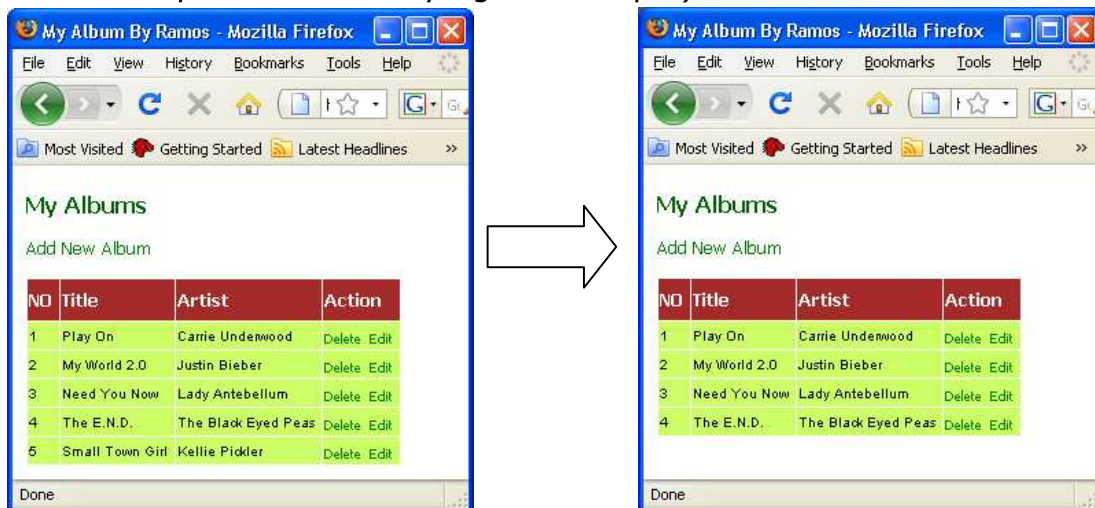 My Album By Ramos - Mozilla Firefox
File Edit View History Bookmarks Tools Help
Most Visited Getting Started Latest Headlines »
My Albums
Add New Album
NO Title Artist Action
1 Play On Carrie Underwood Delete Edit
2 My World 2.0 Justin Bieber Delete Edit
3 Need You Now Lady Antebellum Delete Edit
4 The E.N.D. The Black Eyed Peas Delete Edit
5 Small Town Girl Kellie Pickler Delete Edit
Done
My Album By Ramos - Mozilla Firefox
File Edit View History Bookmarks Tools Help
Most Visited Getting Started Latest Headlines »
My Albums
Add New Album
NO Title Artist Action
1 Play On Carrie Underwood Delete Edit
2 My World 2.0 Justin Bieber Delete Edit
3 Need You Now Lady Antebellum Delete Edit
4 The E.N.D. The Black Eyed Peas Delete Edit
Done